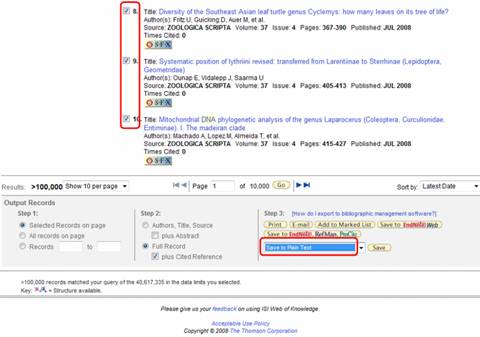 8. Title: Diversity of the Southeast Asian leaf turtle genus Cyclemys: how many leaves on its tree of life?
Author(s): Fritz U, Guicking D, Auer M, et al.
Source: ZOOLOGICA SCRIPTA Volume: 37 Issue: 4 Pages: 367-390 Published: JUL 2008
Times Cited: 0
S·F·X
9. Title: Systematic position of lythriini revised: transferred from Larentiinae to Sterrhinae (Lepidoptera,
Geometridae)
Author(s): Ounap E, Vidalepp J, Saarma U
Source: ZOOLOGICA SCRIPTA Volume: 37 Issue: 4 Pages: 405-413 Published: JUL 2008
Times Cited: 0
S·F·X
10. Title: Mitochondrial DNA phylogenetic analysis of the genus Laparocerus (Coleoptera, Curculionidae,
Entiminae). I. The madeiran clade
Author(s): Machado A, Lopez M, Almeida T, et al.
Source: ZOOLOGICA SCRIPTA Volume: 37 Issue: 4 Pages: 415-427 Published: JUL 2008
Times Cited: 0
S·F·X
Results: >100,000 Show 10 per page Page 1 of 10,000 Go Sort by: Latest Date
Output Records
Step 1: Step 2: Step 3: [How do I export to bibliographic management software?]
Selected Records on page Authors, Title, Source Print E-mail Add to Marked List Save to EndNote Web
All records on page plus Abstract Save to EndNote, RefMan, ProCite
Records to Full Record Save to Plain Text Save
plus Cited Reference
>100,000 records matched your query of the 40,617,335 in the data limits you selected.
Key: = Structure available.
Please give us your feedback on using ISI Web of Knowledge.
Acceptable Use Policy
Copyright © 2008 The Thomson Corporation